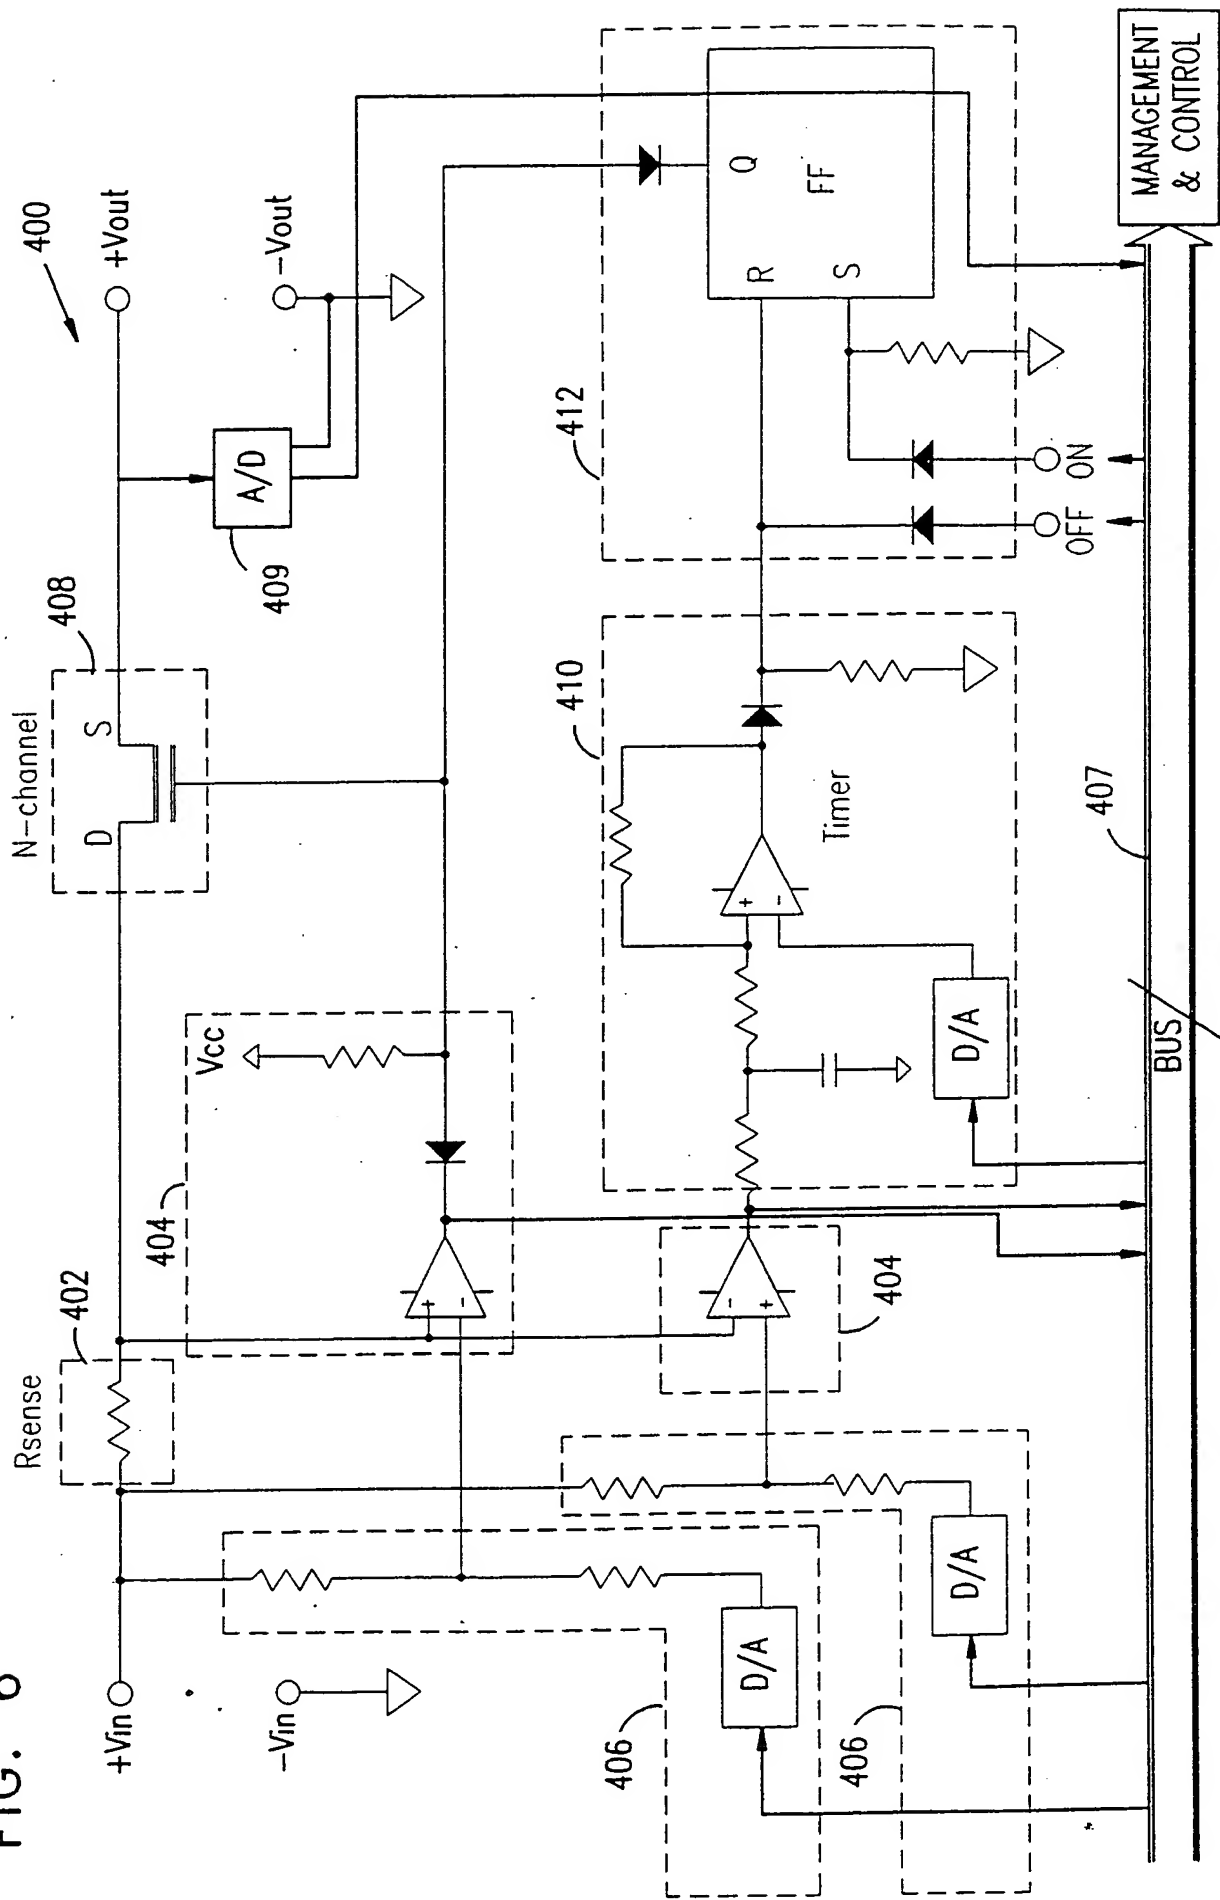 FIG. 6
400
+Vout
-Vout
A/D
409
N-channel
408
D
S
Rsense
402
404
Vcc
+
-
+Vin
-Vin
406
D/A
406
D/A
404
-
+
410
Timer
+
-
D/A
412
Q
FF
R
S
OFF
ON
407
BUS
MANAGEMENT
& CONTROL